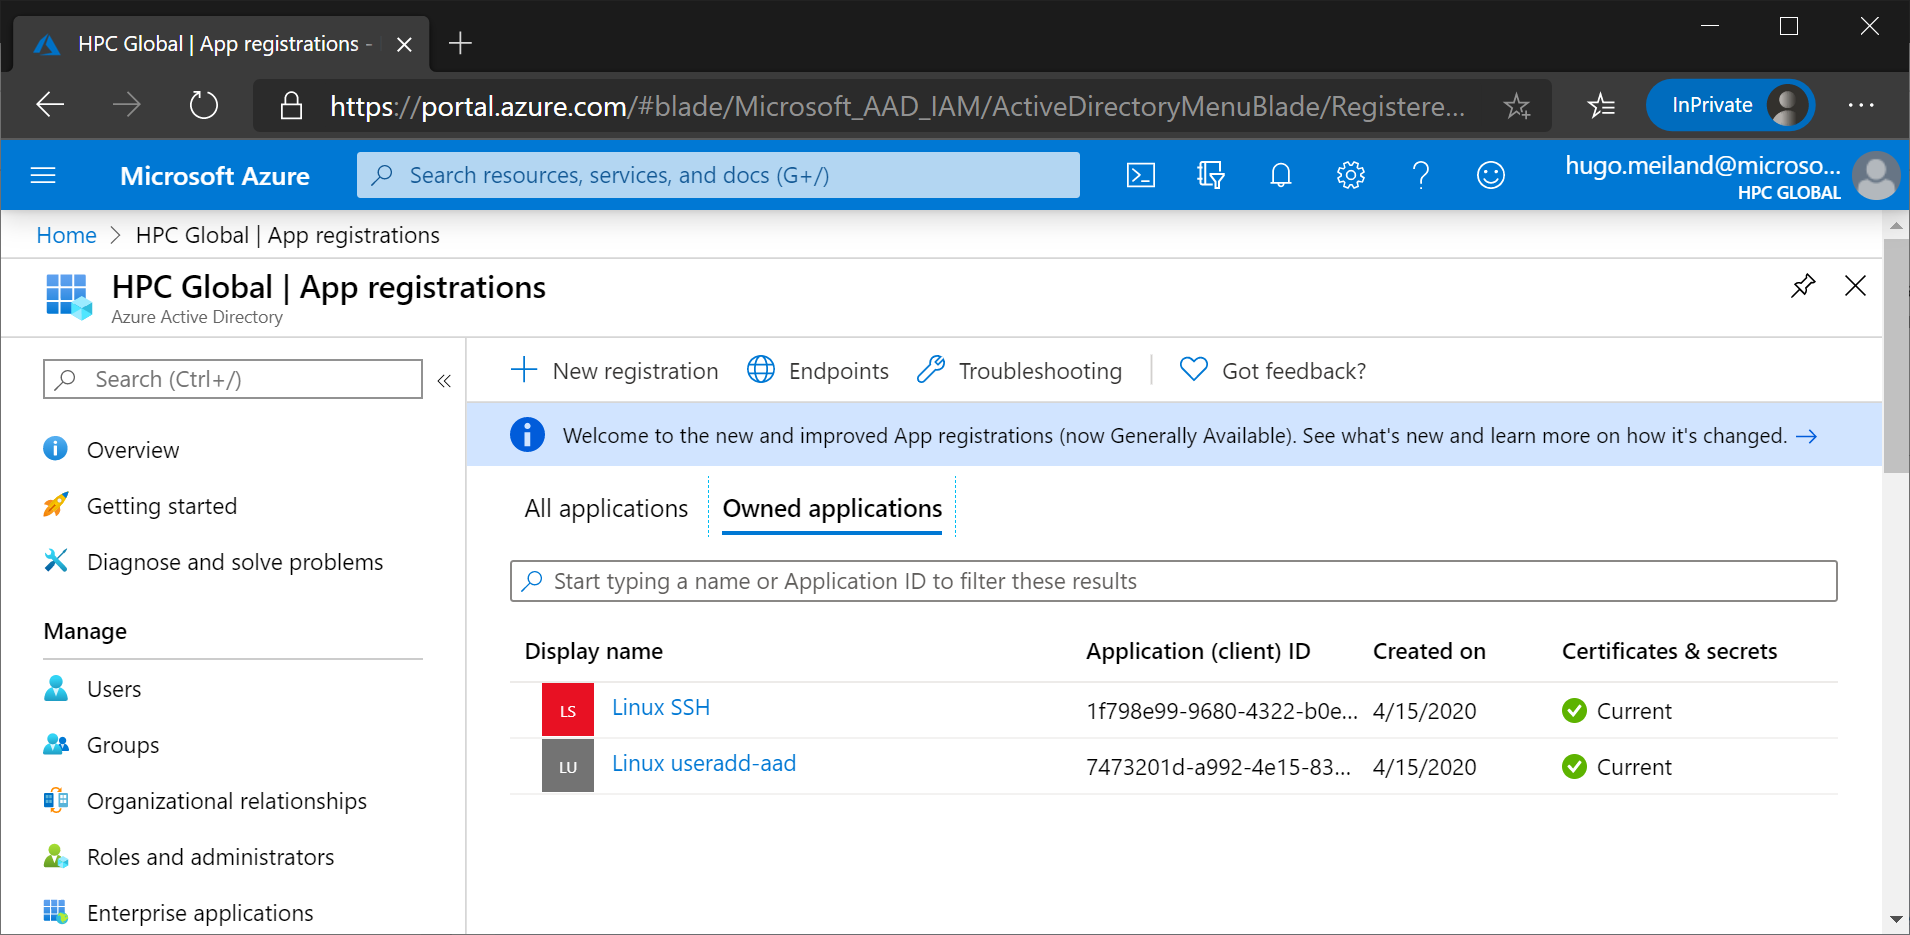 HPC Global | App registrations -
https://portal.azure.com/#blade/Microsoft_AAD_IAM/ActiveDirectoryMenuBlade/Registere...
InPrivate
Microsoft Azure
Search resources, services, and docs (G+/)
hugo.meiland@microso...
HPC GLOBAL
Home > HPC Global | App registrations
HPC Global | App registrations
Azure Active Directory
Search (Ctrl+/)
«
Overview
Getting started
Diagnose and solve problems
Manage
Users
Groups
Organizational relationships
Roles and administrators
Enterprise applications
New registration Endpoints Troubleshooting Got feedback?
Welcome to the new and improved App registrations (now Generally Available). See what's new and learn more on how it's changed. →
All applications Owned applications
Start typing a name or Application ID to filter these results
Display name Application (client) ID Created on Certificates & secrets
LS Linux SSH 1f798e99-9680-4322-b0e... 4/15/2020 Current
LU Linux useradd-aad 7473201d-a992-4e15-83... 4/15/2020 Current